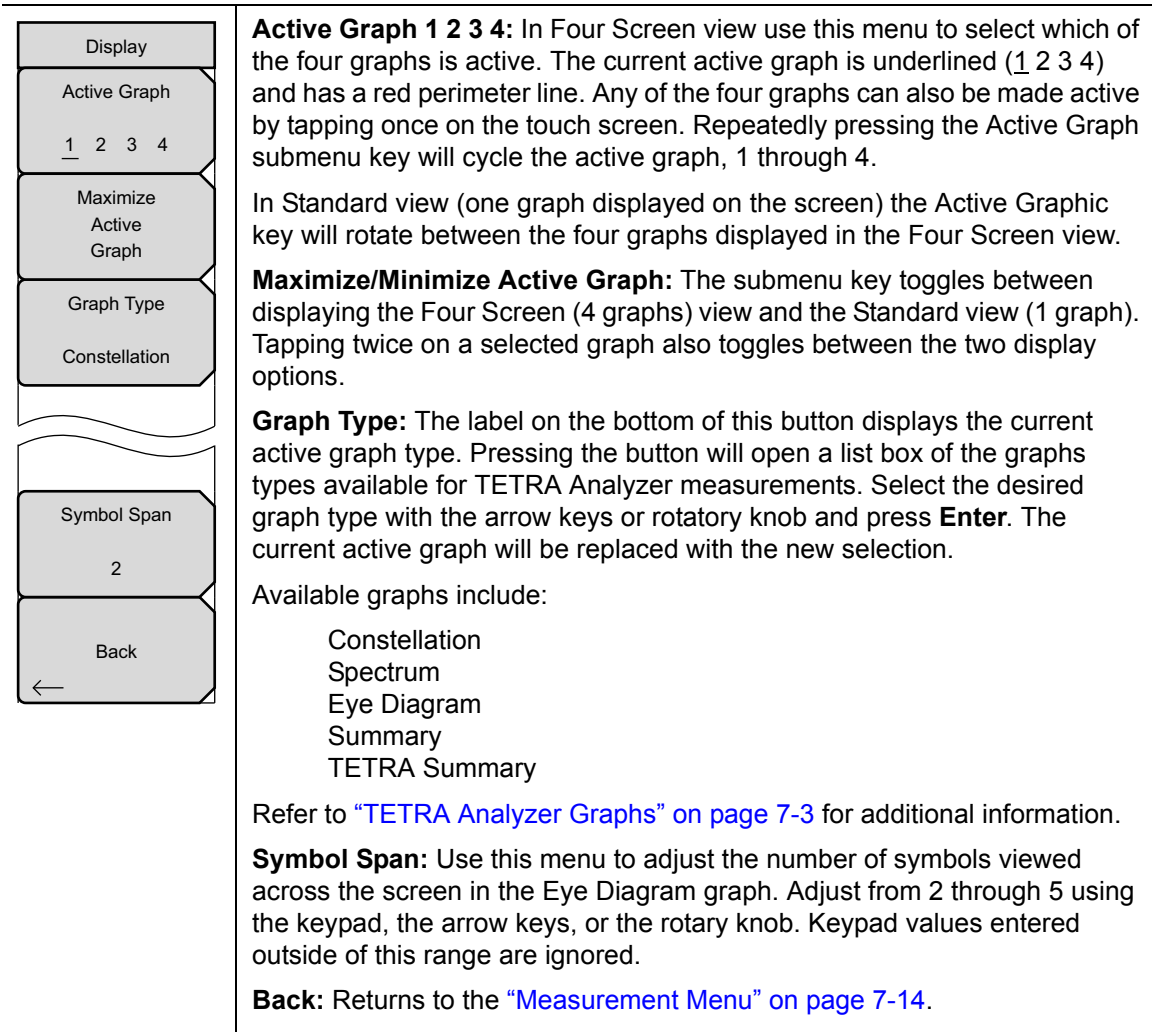 Display
Active Graph
1 2 3 4
Maximize
Active
Graph
Graph Type
Constellation
Symbol Span
2
Back
Active Graph 1 2 3 4: In Four Screen view use this menu to select which of
the four graphs is active. The current active graph is underlined (1 2 3 4)
and has a red perimeter line. Any of the four graphs can also be made active
by tapping once on the touch screen. Repeatedly pressing the Active Graph
submenu key will cycle the active graph, 1 through 4.
In Standard view (one graph displayed on the screen) the Active Graphic
key will rotate between the four graphs displayed in the Four Screen view.
Maximize/Minimize Active Graph: The submenu key toggles between
displaying the Four Screen (4 graphs) view and the Standard view (1 graph).
Tapping twice on a selected graph also toggles between the two display
options.
Graph Type: The label on the bottom of this button displays the current
active graph type. Pressing the button will open a list box of the graphs
types available for TETRA Analyzer measurements. Select the desired
graph type with the arrow keys or rotatory knob and press Enter. The
current active graph will be replaced with the new selection.
Available graphs include:
Constellation
Spectrum
Eye Diagram
Summary
TETRA Summary
Refer to “TETRA Analyzer Graphs” on page 7-3 for additional information.
Symbol Span: Use this menu to adjust the number of symbols viewed
across the screen in the Eye Diagram graph. Adjust from 2 through 5 using
the keypad, the arrow keys, or the rotary knob. Keypad values entered
outside of this range are ignored.
Back: Returns to the “Measurement Menu” on page 7-14.